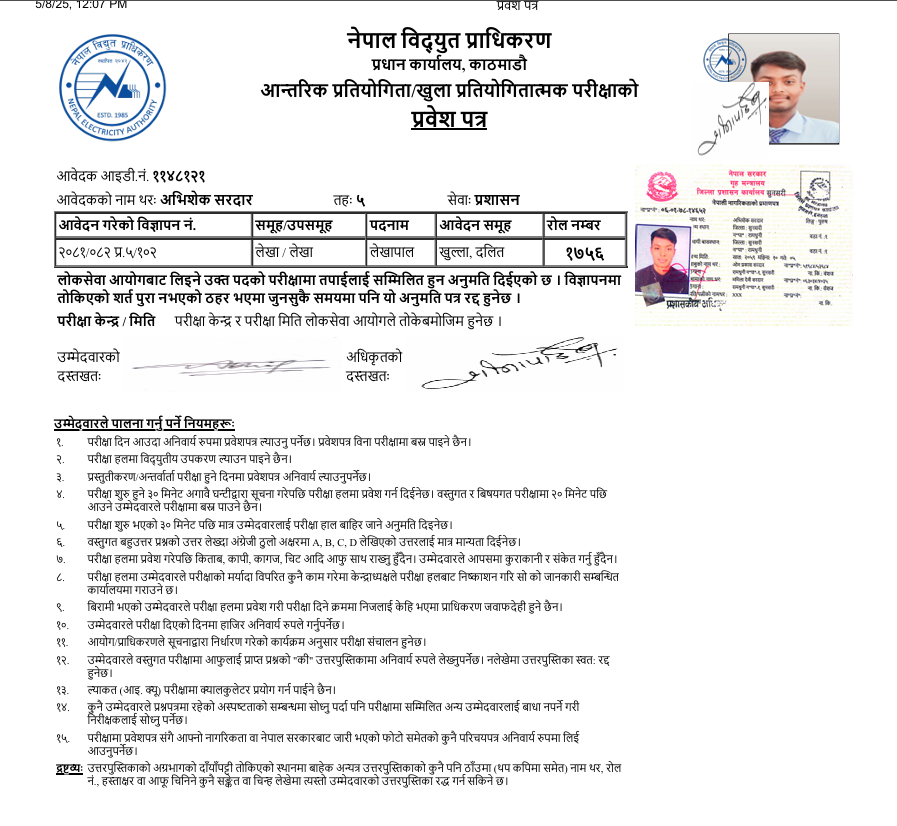 5/8/25, 12:07 PM
प्रवेश पत्र
नेपाल विद्युत प्राधिकरण
प्रधान कार्यालय, काठमाडौ
आन्तरिक प्रतियोगिता/खुला प्रतियोगितात्मक परीक्षाको
प्रवेश पत्र
नेपाल विद्युत प्राधिकरण
ESTD. 1985
NEPAL ELECTRICITY AUTHORITY
आवेदक आइडी.नं. ११४८१२१
आवेदकको नाम थरः अभिशेक सरदार तहः ५ सेवाः प्रशासन
आवेदन गरेको विज्ञापन नं. समूह/उपसमूह पदनाम आवेदन समूह रोल नम्बर
२०८१/०८२ प्र.५/१०२ लेखा / लेखा लेखापाल खुल्ला, दलित १७५६
लोकसेवा आयोगबाट लिइने उक्त पदको परीक्षामा तपाईलाई सम्मिलित हुन अनुमति दिईएको छ । विज्ञापनमा
तोकिएको शर्त पुरा नभएको ठहर भएमा जुनसुकै समयमा पनि यो अनुमति पत्र रद्द हुनेछ ।
परीक्षा केन्द्र / मिति परीक्षा केन्द्र र परीक्षा मिति लोकसेवा आयोगले तोकेबमोजिम हुनेछ ।
नेपाल सरकार
गृह मन्त्रालय
जिल्ला प्रशासन कार्यालय सुनसरी
नेपाली नागरिकताको प्रमाणपत्र
उम्मेदवारको
दस्तखतः
अधिकृतको
दस्तखतः
उम्मेदवारले पालना गर्नु पर्ने नियमहरूः
१. परीक्षा दिन आउदा अनिवार्य रुपमा प्रवेशपत्र ल्याउनु पर्नेछ। प्रवेशपत्र विना परीक्षामा बस्न पाइने छैन।
२. परीक्षा हलमा विद्युतीय उपकरण ल्याउन पाइने छैन।
३. प्रस्तुतीकरण/अन्तर्वार्ता परीक्षा हुने दिनमा प्रवेशपत्र अनिवार्य ल्याउनुपर्नेछ।
४. परीक्षा शुरु हुने ३० मिनेट अगावै घन्टीद्वारा सूचना गरेपछि परीक्षा हलमा प्रवेश गर्न दिईनेछ। वस्तुगत र बिषयगत परीक्षामा २० मिनेट पछि
आउने उम्मेदवारले परीक्षामा बस्न पाउने छैन।
५. परीक्षा शुरु भएको ३० मिनेट पछि मात्र उम्मेदवारलाई परीक्षा हाल बाहिर जाने अनुमति दिइनेछ।
६. वस्तुगत बहुउत्तर प्रश्नको उत्तर लेख्दा अंग्रेजी ठुलो अक्षरमा A, B, C, D लेखिएको उत्तरलाई मात्र मान्यता दिईनेछ।
७. परीक्षा हलमा प्रवेश गरेपछि किताब, कापी, कागज, चिट आदि आफु साथ राख्नु हुँदैन। उम्मेदवारले आपसमा कुराकानी र संकेत गर्नु हुँदैन।
८. परीक्षा हलमा उम्मेदवारले परीक्षाको मर्यादा विपरित कुनै काम गरेमा केन्द्राध्यक्षले परीक्षा हलबाट निष्काशन गरि सो को जानकारी सम्बन्धित
कार्यालयमा गराउने छ।
९. बिरामी भएको उम्मेदवारले परीक्षा हलमा प्रवेश गरी परीक्षा दिने क्रममा निजलाई केहि भएमा प्राधिकरण जवाफदेही हुने छैन।
१०. उम्मेदवारले परीक्षा दिएको दिनमा हाजिर अनिवार्य रुपले गर्नुपर्नेछ।
११. आयोग/प्राधिकरणले सूचनाद्वारा निर्धारण गरेको कार्यक्रम अनुसार परीक्षा संचालन हुनेछ।
१२. उम्मेदवारले वस्तुगत परीक्षामा आफुलाई प्राप्त प्रश्नको "की" उत्तरपुस्तिकामा अनिवार्य रुपले लेख्नुपर्नेछ। नलेखेमा उत्तरपुस्तिका स्वत: रद्द
हुनेछ।
१३. ल्याकत (आइ. क्यू) परीक्षामा क्यालकुलेटर प्रयोग गर्न पाईने छैन।
१४. कुनै उम्मेदवारले प्रश्नपत्रमा रहेको अस्पष्टताको सम्बन्धमा सोध्नु पर्दा पनि परीक्षामा सम्मिलित अन्य उम्मेदवारलाई बाधा नपर्ने गरी
निरीक्षकलाई सोध्नु पर्नेछ।
१५. परीक्षामा प्रवेशपत्र संगै आफ्नो नागरिकता वा नेपाल सरकारबाट जारी भएको फोटो समेतको कुनै परिचयपत्र अनिवार्य रुपमा लिई
आउनुपर्नेछ।
द्रष्टव्यः उत्तरपुस्तिकाको अग्रभागको दाँयाँपट्टी तोकिएको स्थानमा बाहेक अन्यत्र उत्तरपुस्तिकाको कुनै पनि ठाँउमा (थप कपिमा समेत) नाम थर, रोल
नं., हस्ताक्षर वा आफू चिनिने कुनै सङ्केत वा चिन्ह लेखेमा त्यस्तो उम्मेदवारको उत्तरपुस्तिका रद्ध गर्न सकिने छ।